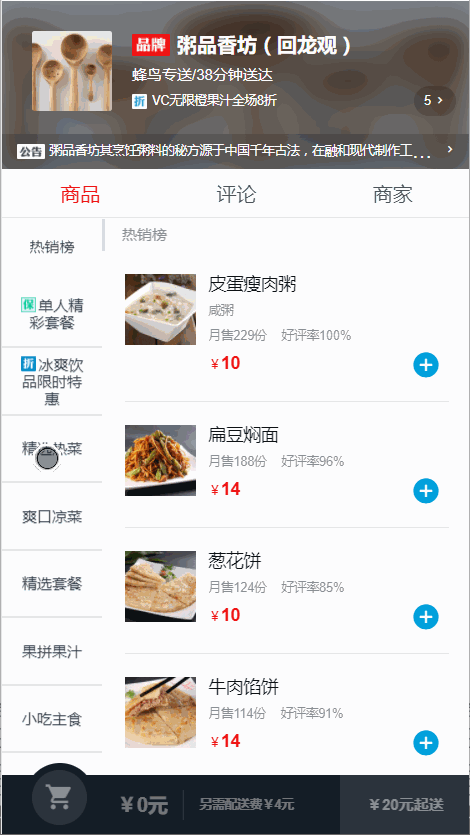 品牌 粥品香坊（回龙观）
蜂鸟专送/38分钟送达
折 VC无限橙果汁全场8折
5 >
公告 粥品香坊其烹饪粥料的秘方源于中国千年古法，在融和现代制作工... >
商品 评论 商家
热销榜
保 单人精
彩套餐
折 冰爽饮
品限时特
惠
精选热菜
爽口凉菜
精选套餐
果拼果汁
小吃主食
热销榜
皮蛋瘦肉粥
咸粥
月售229份 好评率100%
￥10
扁豆焖面
月售188份 好评率96%
￥14
葱花饼
月售124份 好评率85%
￥10
牛肉馅饼
月售114份 好评率91%
￥14
￥0元 另需配送费￥4元 ￥20元起送